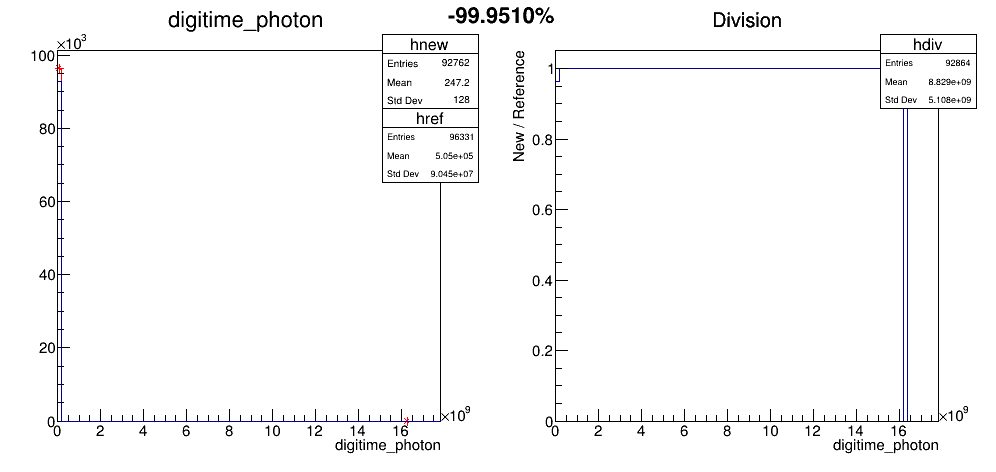 -99.9510%
digitime_photon
×10³
100
80
60
40
20
0
0 2 4 6 8 10 12 14 16
×10⁹
digitime_photon
hnew
Entries 92762
Mean 247.2
Std Dev 128
href
Entries 96331
Mean 5.05e+05
Std Dev 9.045e+07
Division
New / Reference
1
0.8
0.6
0.4
0.2
0
0 2 4 6 8 10 12 14 16
×10⁹
digitime_photon
hdiv
Entries 92864
Mean 8.829e+09
Std Dev 5.108e+09